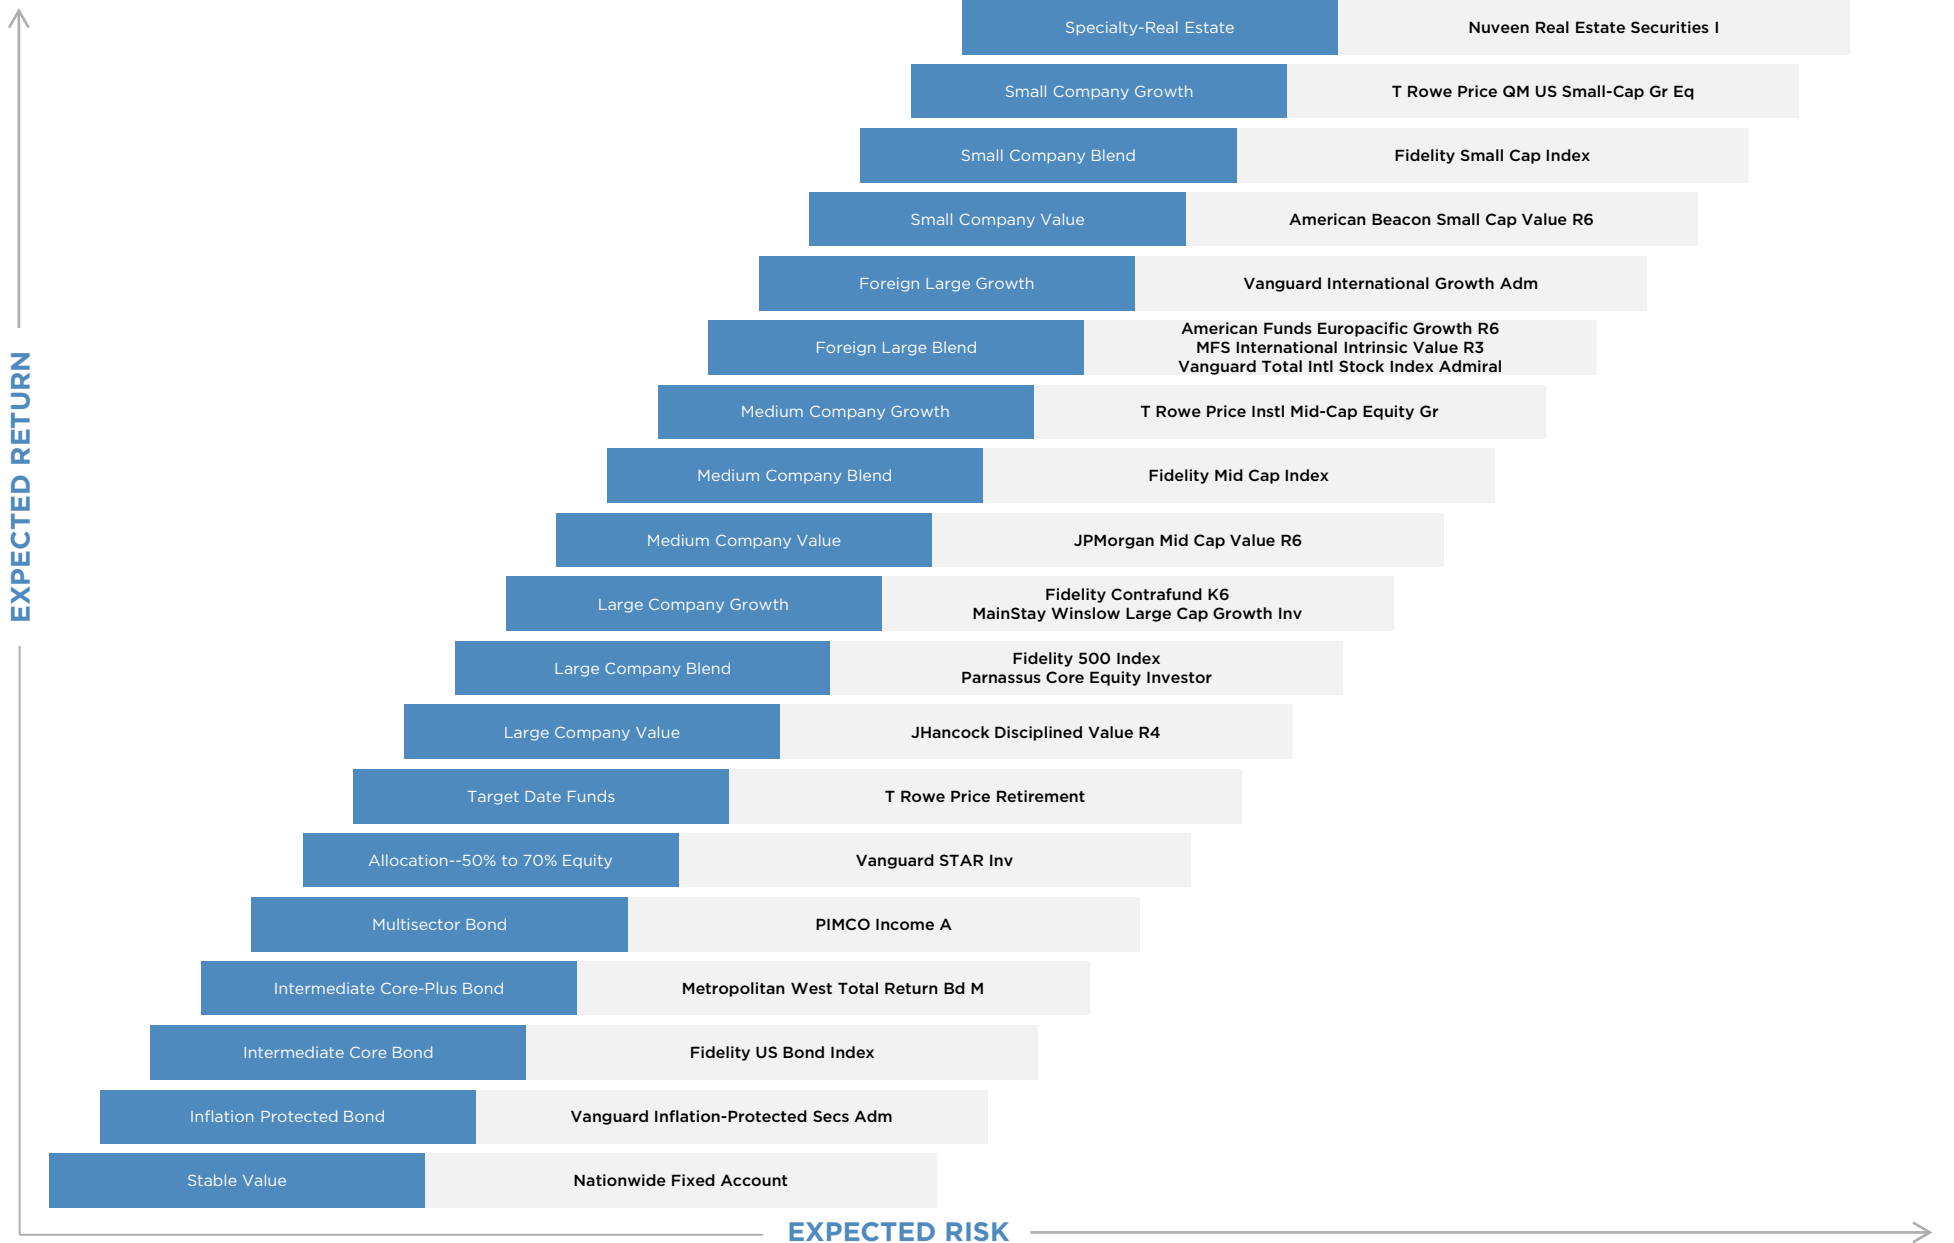 Specialty-Real Estate
Nuveen Real Estate Securities I
Small Company Growth
T Rowe Price QM US Small-Cap Gr Eq
Small Company Blend
Fidelity Small Cap Index
Small Company Value
American Beacon Small Cap Value R6
Foreign Large Growth
Vanguard International Growth Adm
Foreign Large Blend
American Funds Europacific Growth R6
MFS International Intrinsic Value R3
Vanguard Total Intl Stock Index Admiral
Medium Company Growth
T Rowe Price Instl Mid-Cap Equity Gr
Medium Company Blend
Fidelity Mid Cap Index
Medium Company Value
JPMorgan Mid Cap Value R6
Large Company Growth
Fidelity Contrafund K6
MainStay Winslow Large Cap Growth Inv
Large Company Blend
Fidelity 500 Index
Parnassus Core Equity Investor
Large Company Value
JHancock Disciplined Value R4
Target Date Funds
T Rowe Price Retirement
Allocation--50% to 70% Equity
Vanguard STAR Inv
Multisector Bond
PIMCO Income A
Intermediate Core-Plus Bond
Metropolitan West Total Return Bd M
Intermediate Core Bond
Fidelity US Bond Index
Inflation Protected Bond
Vanguard Inflation-Protected Secs Adm
Stable Value
Nationwide Fixed Account
EXPECTED RETURN
EXPECTED RISK